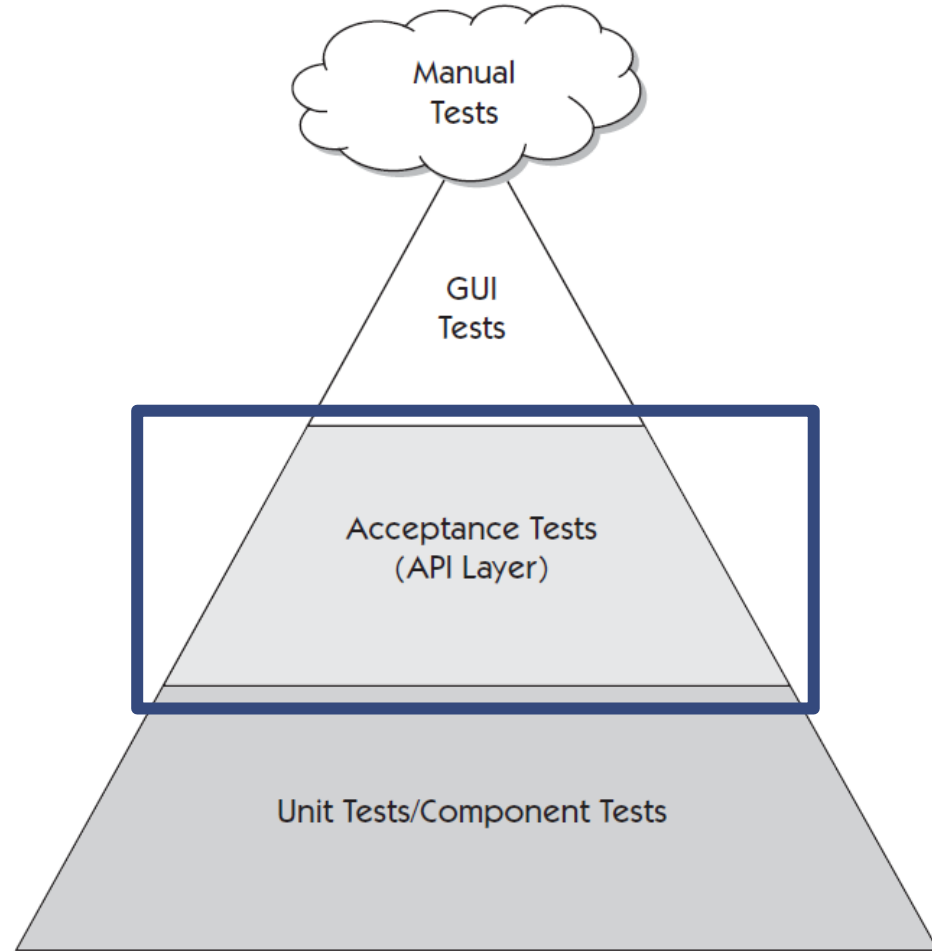 Manual
Tests
GUI
Tests
Acceptance Tests
(API Layer)
Unit Tests/Component Tests